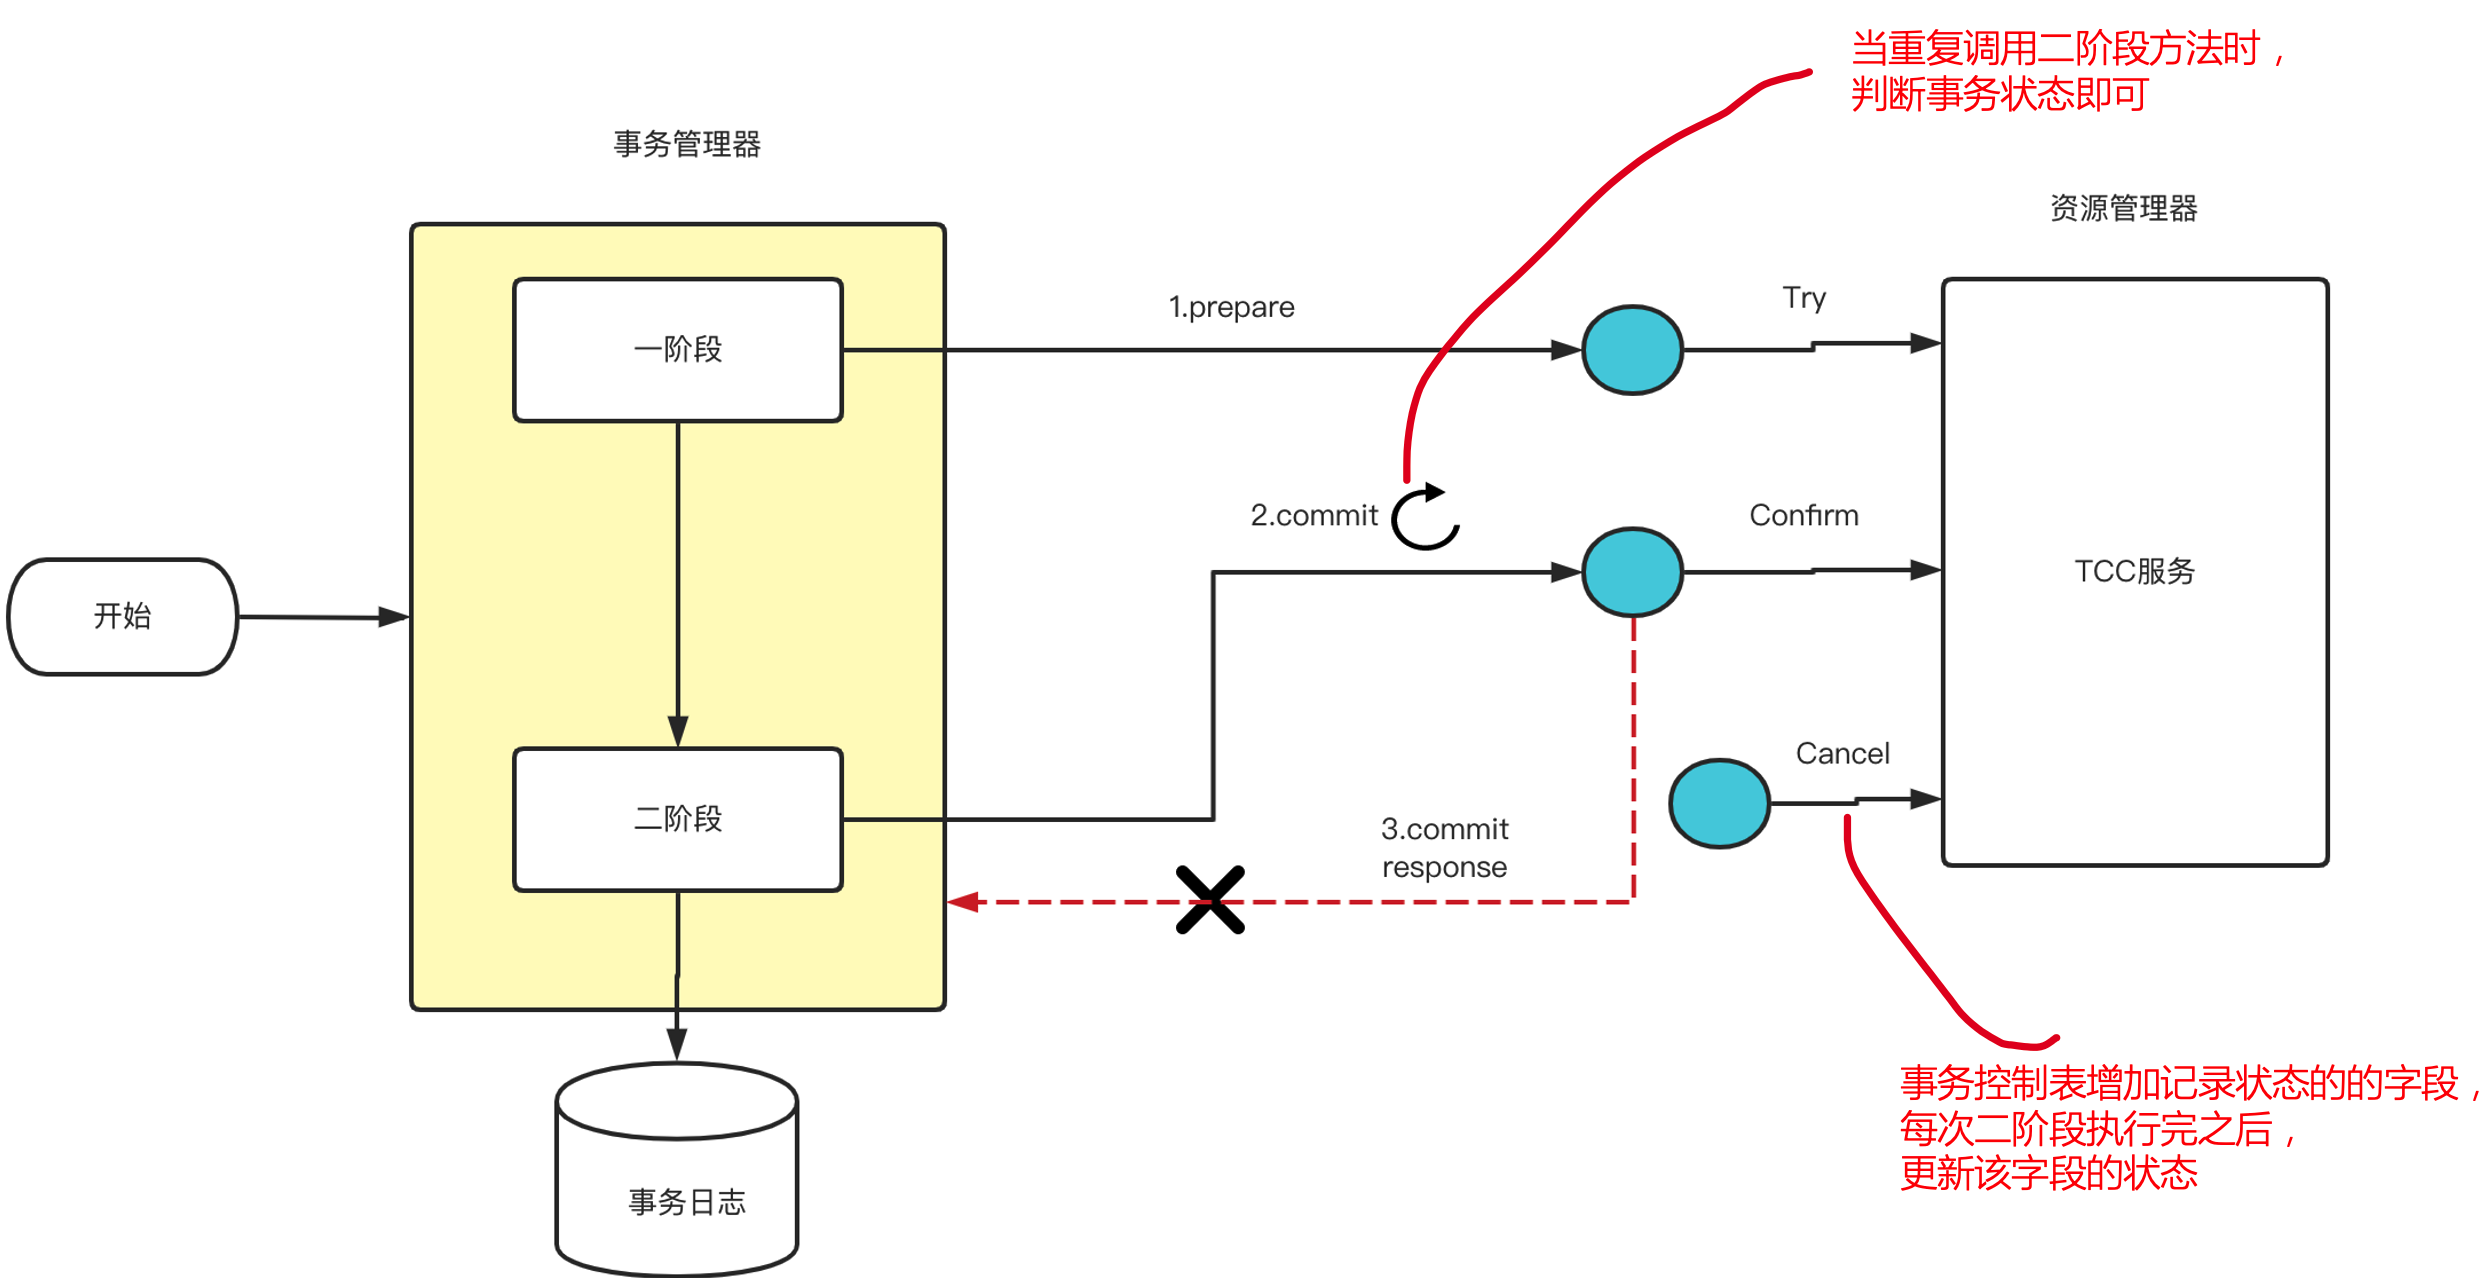 当重复调用二阶段方法时，
判断事务状态即可
事务管理器
资源管理器
一阶段
1.prepare
Try
2.commit
Confirm
开始
TCC服务
二阶段
Cancel
3.commit
response
事务控制表增加记录状态的的字段，
每次二阶段执行完之后，
更新该字段的状态
事务日志